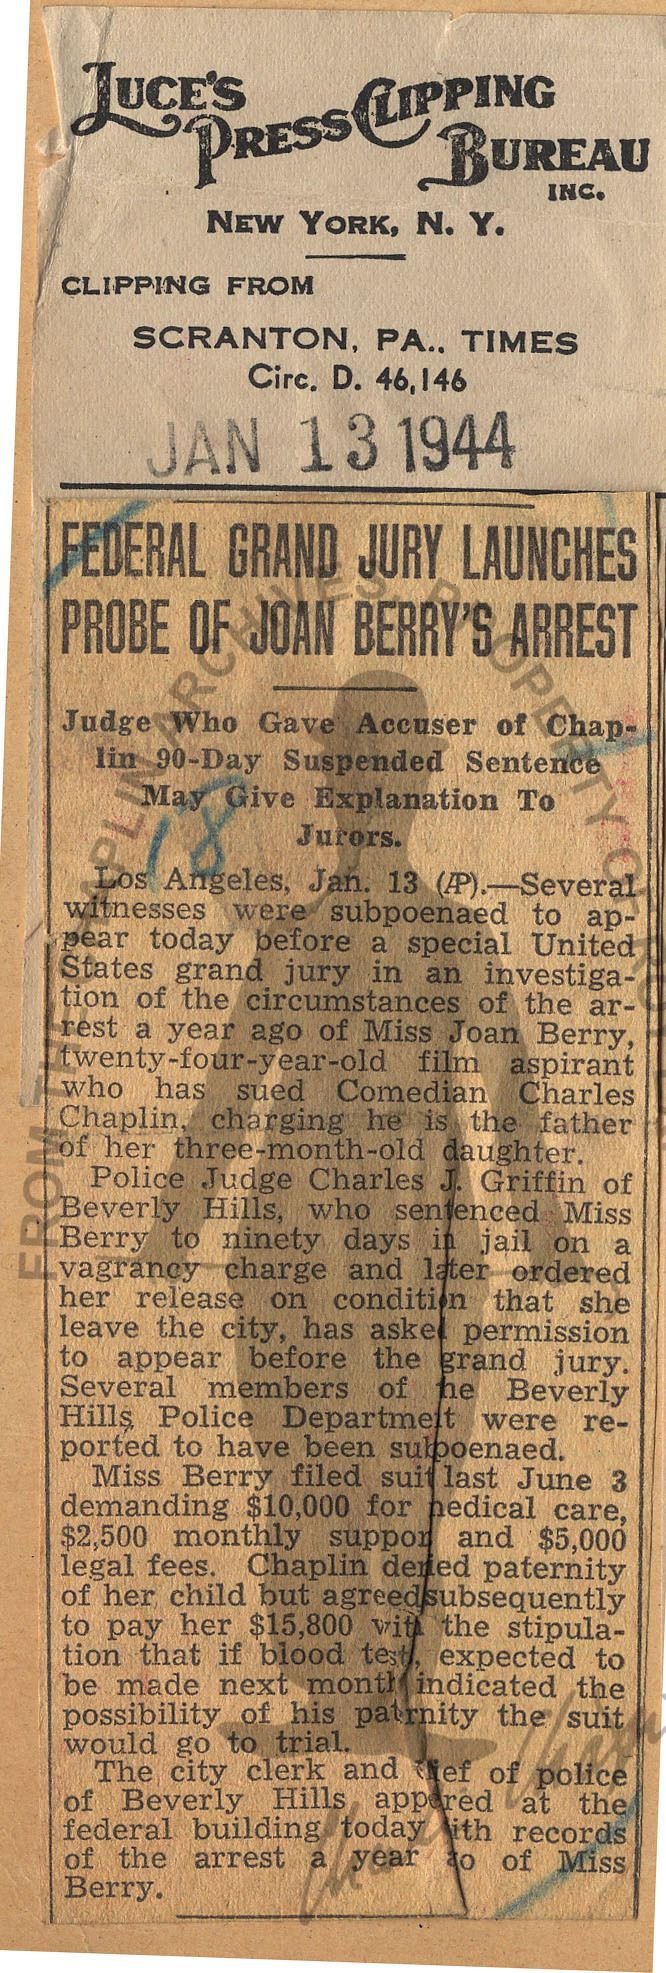 LUCE'S
PRESS CLIPPING
BUREAU
INC.
NEW YORK, N. Y.
CLIPPING FROM
SCRANTON, PA., TIMES
Circ. D. 46,146
JAN 13 1944
FEDERAL GRAND JURY LAUNCHES
PROBE OF JOAN BERRY'S ARREST
Judge Who Gave Accuser of Chap-
lin 90-Day Suspended Sentence
May Give Explanation To
Jurors.
18
Los Angeles, Jan. 13 (AP).—Several
witnesses were subpoenaed to ap-
pear today before a special United
States grand jury in an investiga-
tion of the circumstances of the ar-
rest a year ago of Miss Joan Berry,
twenty-four-year-old film aspirant
who has sued Comedian Charles
Chaplin, charging he is the father
of her three-month-old daughter.
Police Judge Charles J. Griffin of
Beverly Hills, who sentenced Miss
Berry to ninety days in jail on a
vagrancy charge and later ordered
her release on condition that she
leave the city, has asked permission
to appear before the grand jury.
Several members of he Beverly
Hills Police Departmet were re-
ported to have been subpoenaed.
Miss Berry filed suit last June 3
demanding $10,000 for medical care,
$2,500 monthly support and $5,000
legal fees. Chaplin denied paternity
of her child but agreed subsequently
to pay her $15,800 with the stipula-
tion that if blood test, expected to
be made next month indicated the
possibility of his paternity the suit
would go to trial.
The city clerk and chief of police
of Beverly Hills appered at the
federal building today with records
of the arrest a year ago of Miss
Berry.
FROM THE CHAPLIN ARCHIVES. PROPERTY OF